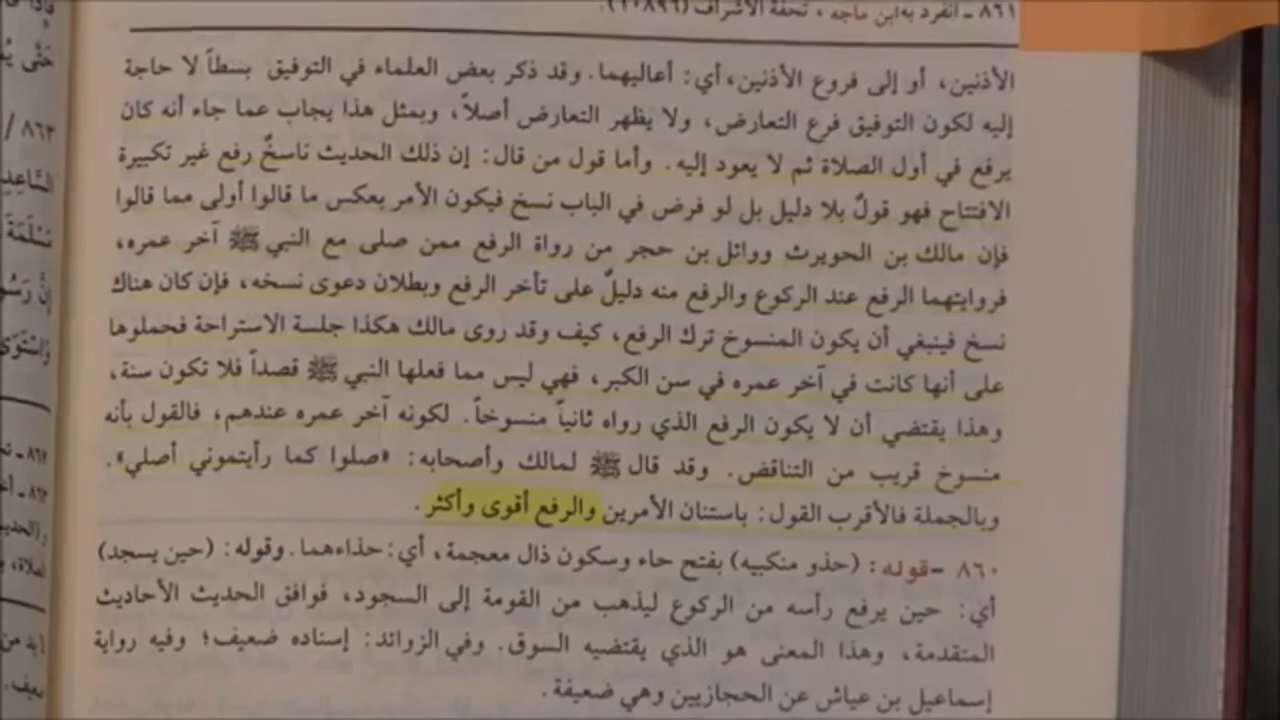 ٨٦١ ـ انفرد به ابن ماجه ، تحفة الأشراف (١٠٨٩٦).
الأذنين، أو إلى فروع الأذنين، أي: أعاليهما. وقد ذكر بعض العلماء في التوفيق بسطاً لا حاجة
إليه لكون التوفيق فرع التعارض، ولا يظهر التعارض أصلاً، وبمثل هذا يجاب عما جاء أنه كان
يرفع في أول الصلاة ثم لا يعود إليه. وأما قول من قال: إن ذلك الحديث ناسخٌ رفع غير تكبيرة
الافتتاح فهو قولٌ بلا دليل بل لو فرض في الباب نسخ فيكون الأمر بعكس ما قالوا أولى مما قالوا
فإن مالك بن الحويرث ووائل بن حجر من رواة الرفع ممن صلى مع النبي ﷺ آخر عمره،
فروايتهما الرفع عند الركوع والرفع منه دليلٌ على تأخر الرفع وبطلان دعوى نسخه، فإن كان هناك
نسخ فينبغي أن يكون المنسوخ ترك الرفع، كيف وقد روى مالك هكذا جلسة الاستراحة فحملوها
على أنها كانت في آخر عمره في سن الكبر، فهي ليس مما فعلها النبي ﷺ قصداً فلا تكون سنة،
وهذا يقتضي أن لا يكون الرفع الذي رواه ثانياً منسوخاً. لكونه آخر عمره عندهم، فالقول بأنه
منسوخ قريب من التناقض. وقد قال ﷺ لمالك وأصحابه: «صلوا كما رأيتموني أصلي».
وبالجملة فالأقرب القول: باستنان الأمرين والرفع أقوى وأكثر.
٨٦٠ -قوله: (حذو منكبيه) بفتح حاء وسكون ذال معجمة، أي: حذاءهما. وقوله: (حين يسجد)
أي: حين يرفع رأسه من الركوع ليذهب من القومة إلى السجود، فوافق الحديث الأحاديث
المتقدمة، وهذا المعنى هو الذي يقتضيه السوق. وفي الزوائد: إسناده ضعيف؛ وفيه رواية
إسماعيل بن عياش عن الحجازيين وهي ضعيفة.
حَتَّى
٨٦٣ /